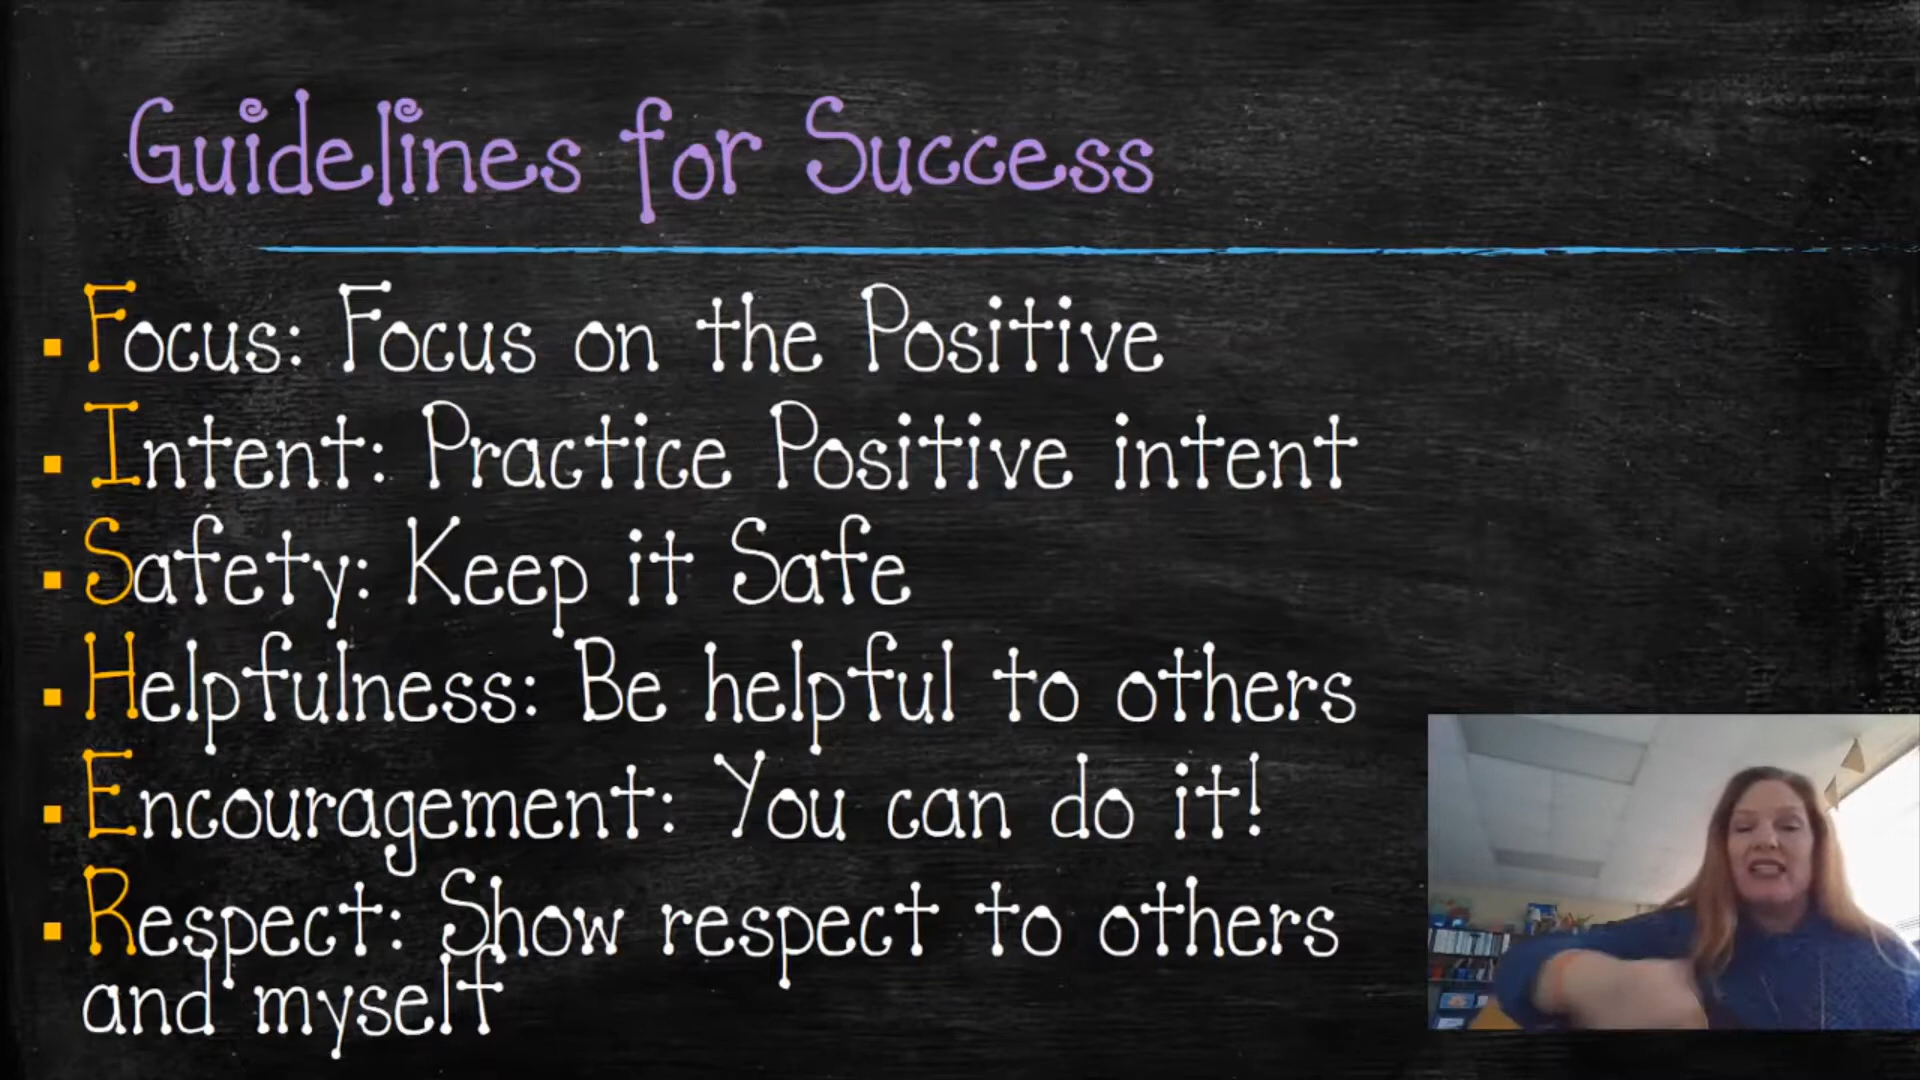 Guidelines for Success
▪ Focus: Focus on the Positive
▪ Intent: Practice Positive intent
▪ Safety: Keep it Safe
▪ Helpfulness: Be helpful to others
▪ Encouragement: You can do it!
▪ Respect: Show respect to others
and myself